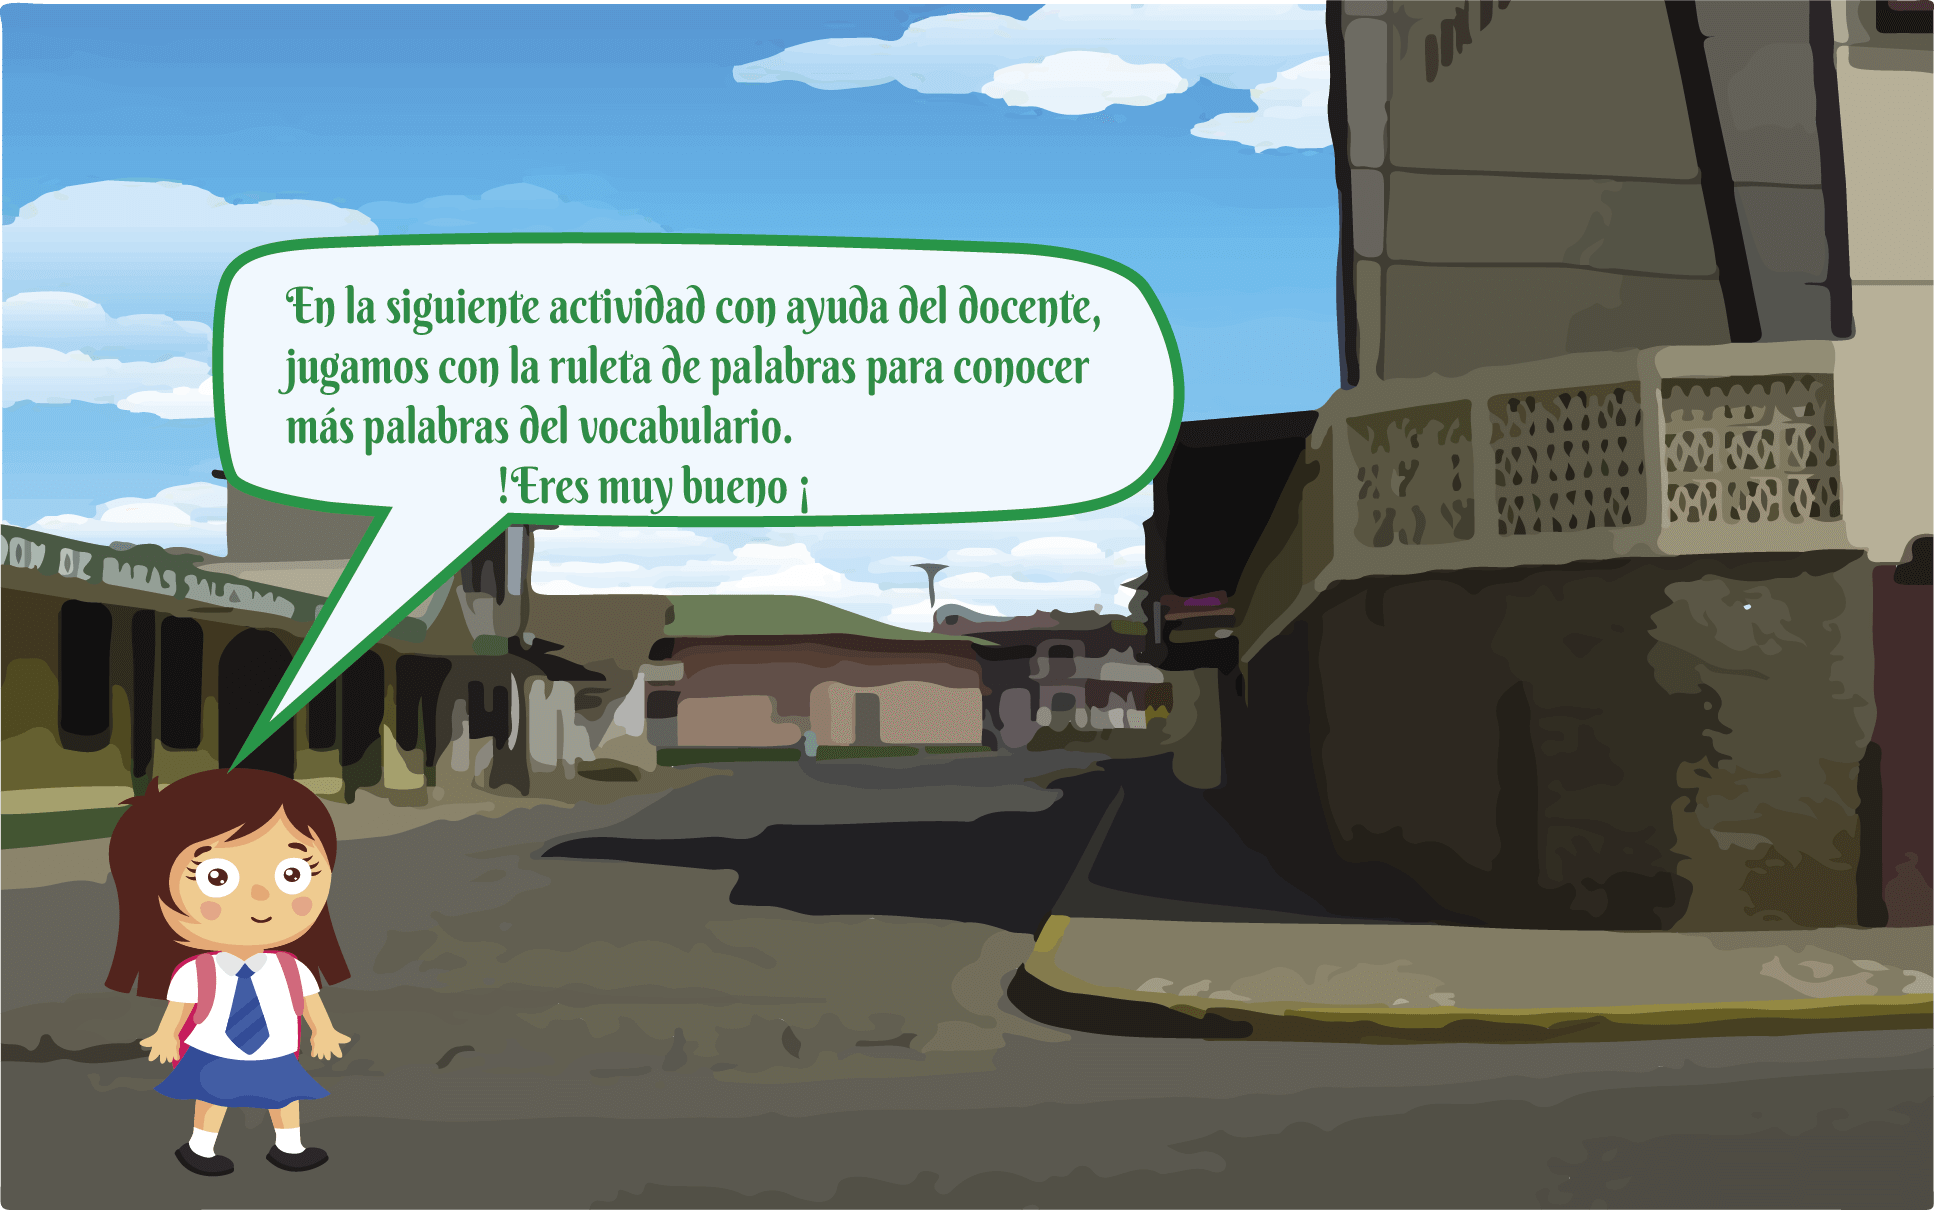 En la siguiente actividad con ayuda del docente,
jugamos con la ruleta de palabras para conocer
más palabras del vocabulario.
!Eres muy bueno ¡